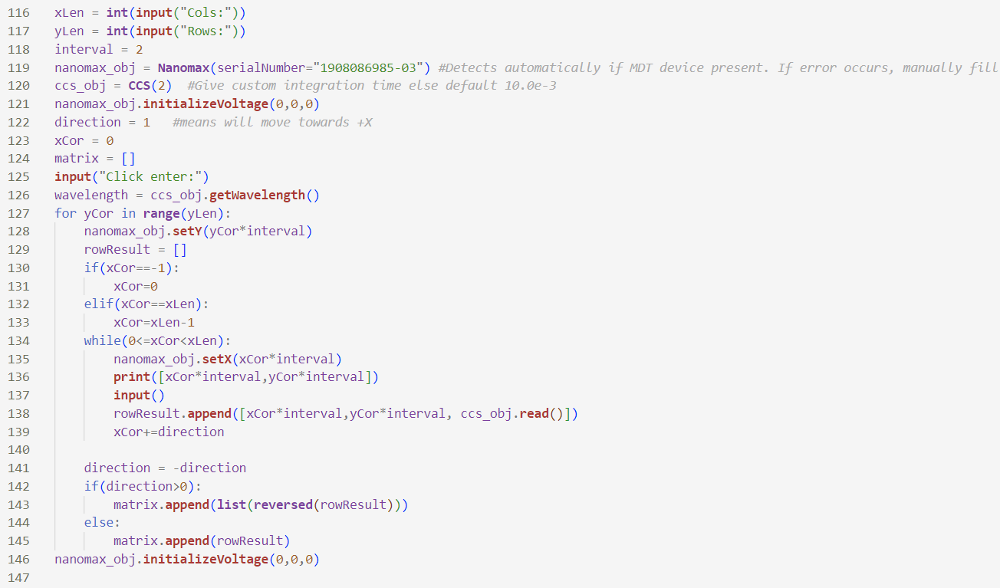 116 xLen = int(input("Cols:"))
117 yLen = int(input("Rows:"))
118 interval = 2
119 nanomax_obj = Nanomax(serialNumber="1908086985-03") #Detects automatically if MDT device present. If error occurs, manually fill
120 ccs_obj = CCS(2)  #Give custom integration time else default 10.0e-3
121 nanomax_obj.initializeVoltage(0,0,0)
122 direction = 1   #means will move towards +X
123 xCor = 0
124 matrix = []
125 input("Click enter:")
126 wavelength = ccs_obj.getWavelength()
127 for yCor in range(yLen):
128     nanomax_obj.setY(yCor*interval)
129     rowResult = []
130     if(xCor==-1):
131         xCor=0
132     elif(xCor==xLen):
133         xCor=xLen-1
134     while(0<=xCor<xLen):
135         nanomax_obj.setX(xCor*interval)
136         print([xCor*interval,yCor*interval])
137         input()
138         rowResult.append([xCor*interval,yCor*interval, ccs_obj.read()])
139         xCor+=direction
140
141     direction = -direction
142     if(direction>0):
143         matrix.append(list(reversed(rowResult)))
144     else:
145         matrix.append(rowResult)
146 nanomax_obj.initializeVoltage(0,0,0)
147